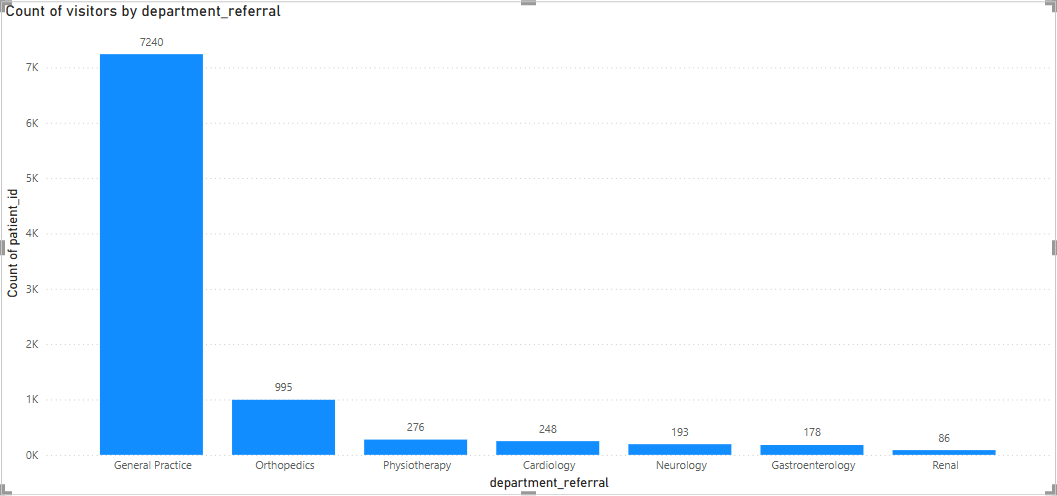 Count of visitors by department_referral
Count of patient_id
7K
6K
5K
4K
3K
2K
1K
0K
7240
995
276
248
193
178
86
General Practice
Orthopedics
Physiotherapy
Cardiology
Neurology
Gastroenterology
Renal
department_referral